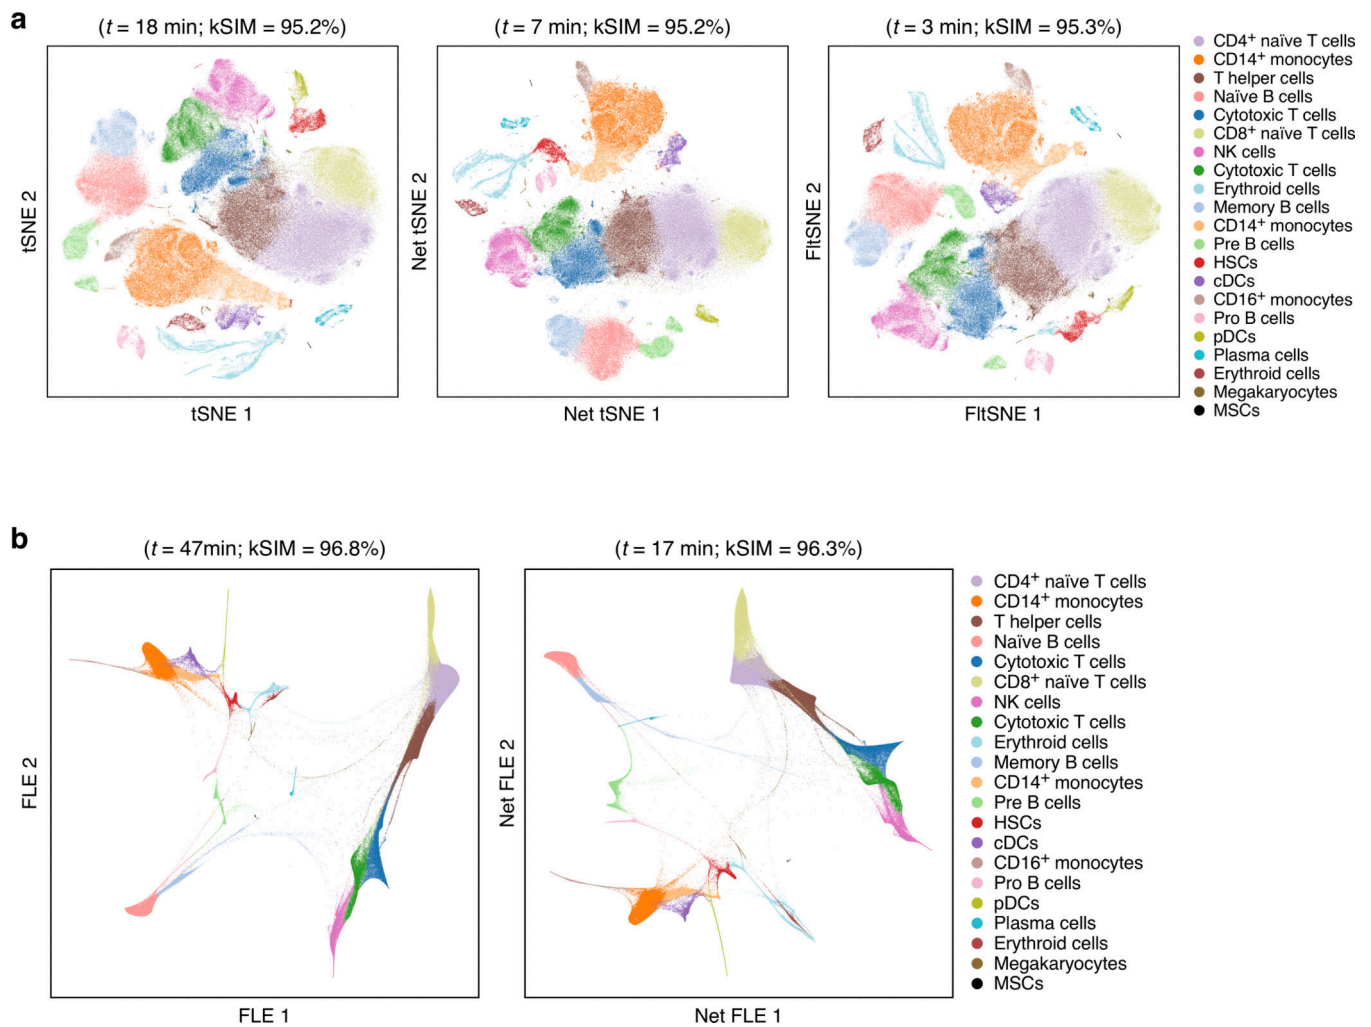 a
(t = 18 min; kSIM = 95.2%)
(t = 7 min; kSIM = 95.2%)
(t = 3 min; kSIM = 95.3%)
tSNE 2
tSNE 1
Net tSNE 2
Net tSNE 1
FItSNE 2
FItSNE 1
CD4⁺ naïve T cells
CD14⁺ monocytes
T helper cells
Naïve B cells
Cytotoxic T cells
CD8⁺ naïve T cells
NK cells
Cytotoxic T cells
Erythroid cells
Memory B cells
CD14⁺ monocytes
Pre B cells
HSCs
cDCs
CD16⁺ monocytes
Pro B cells
pDCs
Plasma cells
Erythroid cells
Megakaryocytes
MSCs
b
(t = 47min; kSIM = 96.8%)
(t = 17 min; kSIM = 96.3%)
FLE 2
FLE 1
Net FLE 2
Net FLE 1
CD4⁺ naïve T cells
CD14⁺ monocytes
T helper cells
Naïve B cells
Cytotoxic T cells
CD8⁺ naïve T cells
NK cells
Cytotoxic T cells
Erythroid cells
Memory B cells
CD14⁺ monocytes
Pre B cells
HSCs
cDCs
CD16⁺ monocytes
Pro B cells
pDCs
Plasma cells
Erythroid cells
Megakaryocytes
MSCs